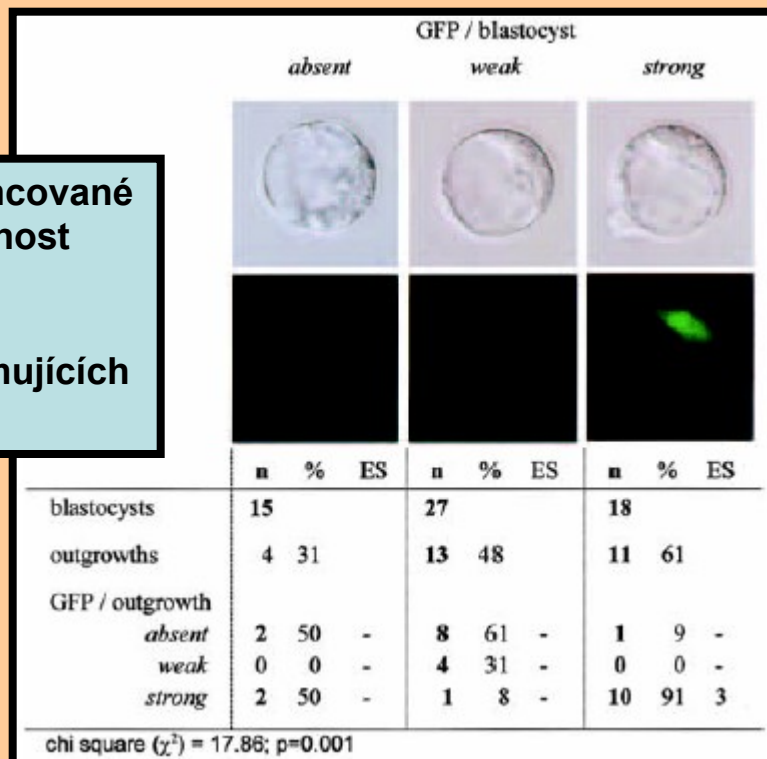 GFP / blastocyst
absent weak strong
ncované
nost
nujících
n % ES n % ES n % ES
blastocysts 15 27 18
outgrowths 4 31 13 48 11 61
GFP / outgrowth
absent 2 50 - 8 61 - 1 9 -
weak 0 0 - 4 31 - 0 0 -
strong 2 50 - 1 8 - 10 91 3
chi square (χ²) = 17.86; p=0.001